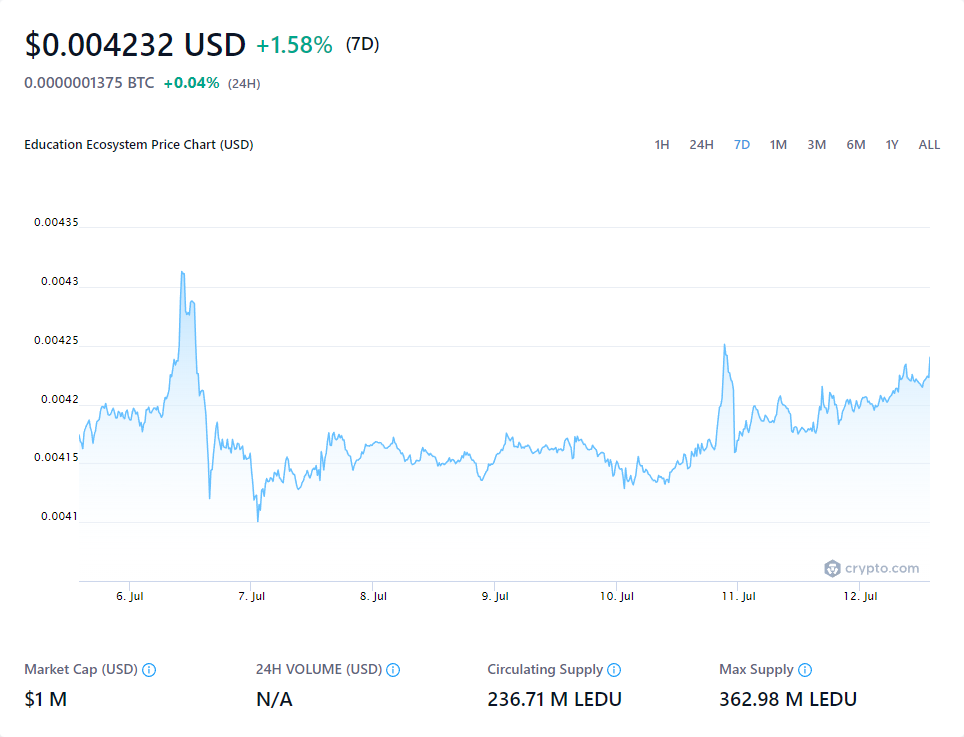 $0.004232 USD +1.58% (7D)
0.0000001375 BTC +0.04% (24H)
Education Ecosystem Price Chart (USD) 1H 24H 7D 1M 3M 6M 1Y ALL
0.00435
0.0043
0.00425
0.0042
0.00415
0.0041
crypto.com
6. Jul 7. Jul 8. Jul 9. Jul 10. Jul 11. Jul 12. Jul
Market Cap (USD) 24H VOLUME (USD) Circulating Supply Max Supply
$1 M N/A 236.71 M LEDU 362.98 M LEDU